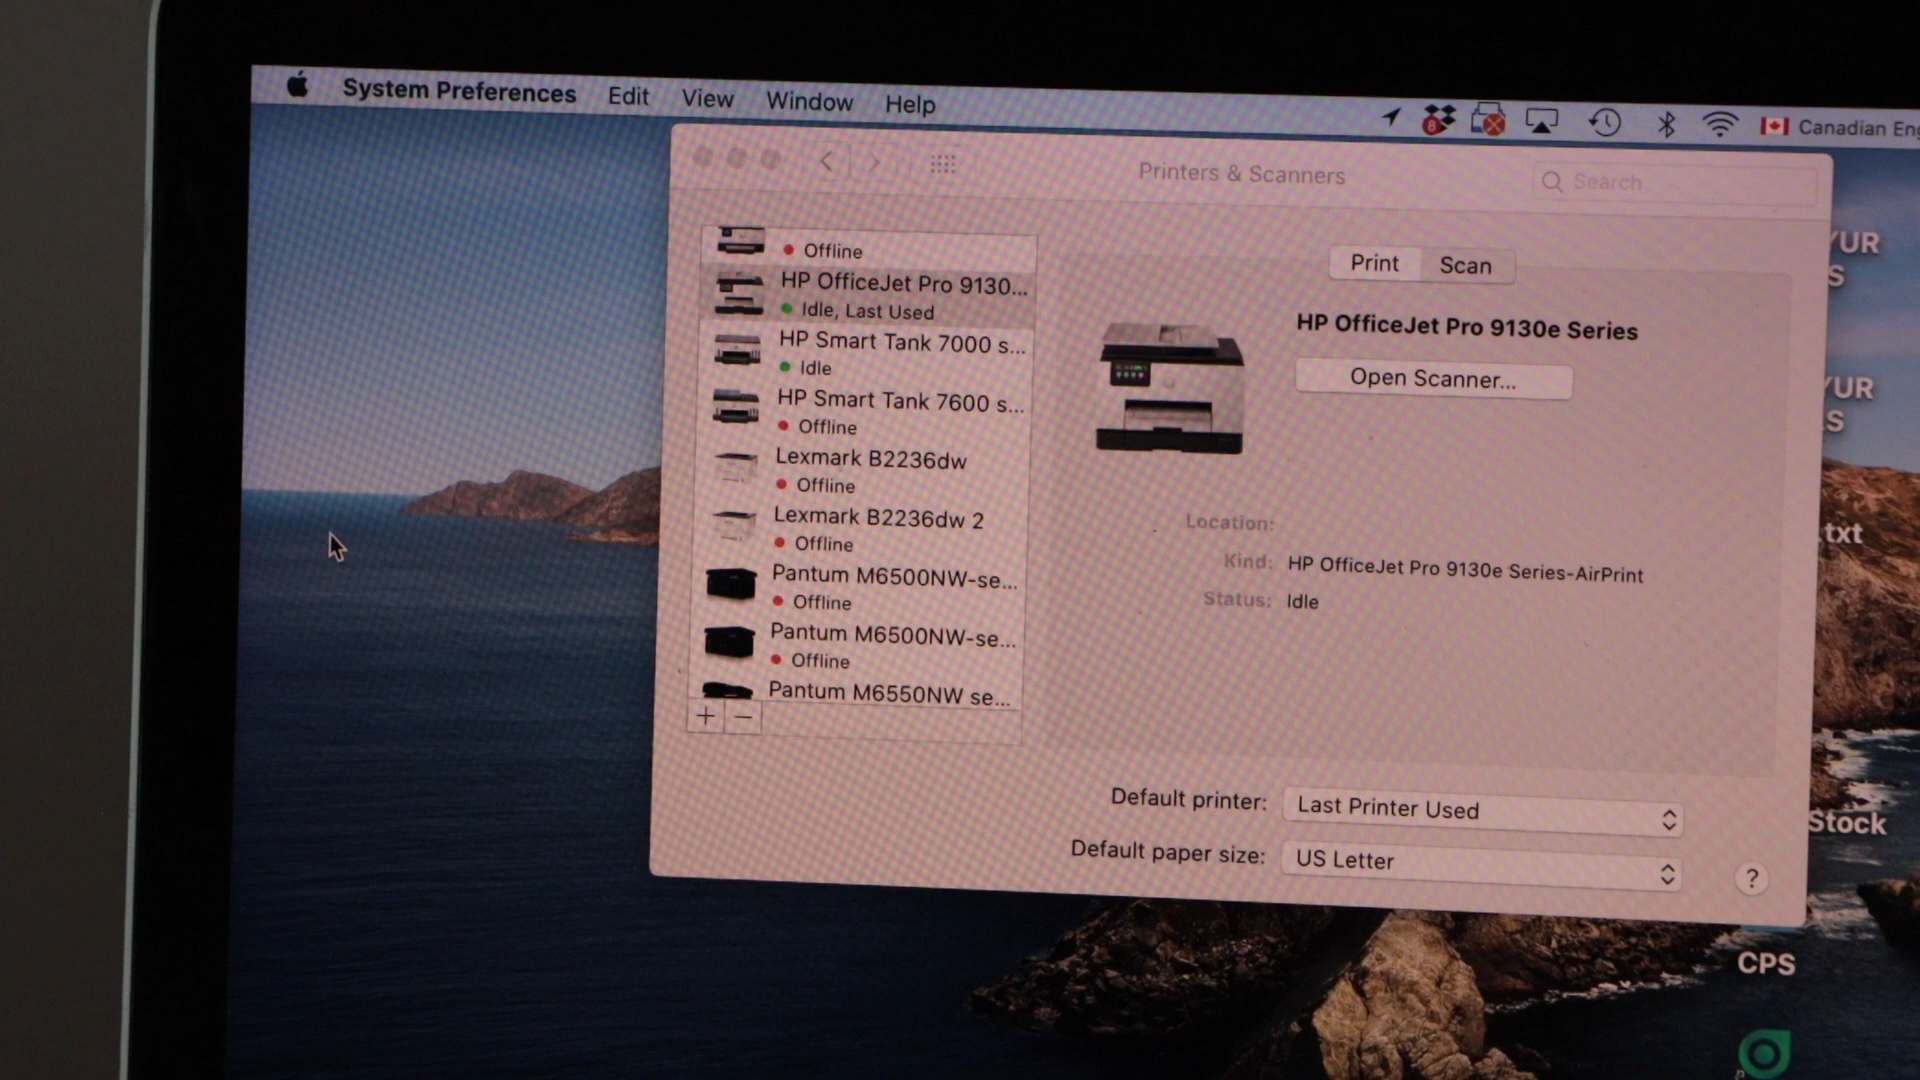 System Preferences Edit View Window Help
8 Canadian
Printers & Scanners
Search
Offline
HP OfficeJet Pro 9130...
Idle, Last Used
HP Smart Tank 7000 s...
Idle
HP Smart Tank 7600 s...
Offline
Lexmark B2236dw
Offline
Lexmark B2236dw 2
Offline
Pantum M6500NW-se...
Offline
Pantum M6500NW-se...
Offline
Pantum M6550NW se...
+ −
Print Scan
HP OfficeJet Pro 9130e Series
Open Scanner...
Location:
Kind: HP OfficeJet Pro 9130e Series-AirPrint
Status: Idle
Default printer: Last Printer Used
Default paper size: US Letter
?
.txt
Stock
CPS